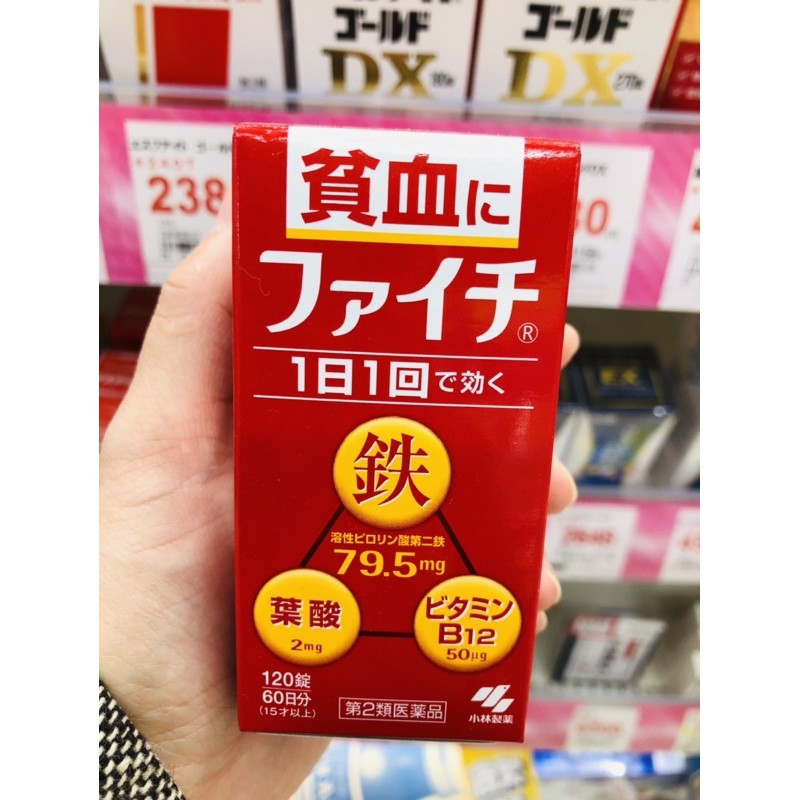 ゴールド
DX
ゴールド
DX
238
貧血に
ファイチ®
1日1回で効く
鉄
溶性ピロリン酸第二鉄
79.5mg
葉酸
2mg
ビタミン
B12
50μg
120錠
60日分
(15才以上)
第2類医薬品
小林製薬
EX